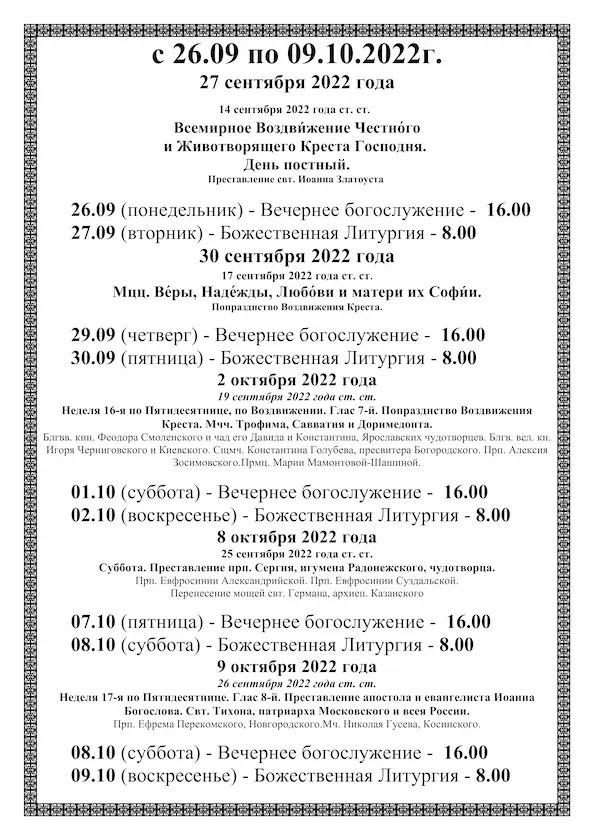 с 26.09 по 09.10.2022г.
27 сентября 2022 года
14 сентября 2022 года ст. ст.
Всемирное Воздви́жение Честно́го
и Животворящего Креста Господня.
День постный.
Преставление свт. Иоанна Златоуста
26.09 (понедельник) - Вечернее богослужение - 16.00
27.09 (вторник) - Божественная Литургия - 8.00
30 сентября 2022 года
17 сентября 2022 года ст. ст.
Мцц. Ве́ры, Наде́жды, Любо́ви и матери их Софи́и.
Попразднство Воздвижения Креста.
29.09 (четверг) - Вечернее богослужение - 16.00
30.09 (пятница) - Божественная Литургия - 8.00
2 октября 2022 года
19 сентября 2022 года ст. ст.
Неделя 16-я по Пятидесятнице, по Воздвижении. Глас 7-й. Попразднство Воздвижения
Креста. Мчч. Трофима, Савватия и Доримедонта.
Блгвв. кнн. Феодора Смоленского и чад его Давида и Константина, Ярославских чудотворцев. Блгв. вел. кн.
Игоря Черниговского и Киевского. Сщмч. Константина Голубева, пресвитера Богородского. Прп. Алексия
Зосимовского.Прмц. Марии Мамонтовой-Шашиной.
01.10 (суббота) - Вечернее богослужение - 16.00
02.10 (воскресенье) - Божественная Литургия - 8.00
8 октября 2022 года
25 сентября 2022 года ст. ст.
Суббота. Преставление прп. Сергия, игумена Радонежского, чудотворца.
Прп. Евфросинии Александрийской. Прп. Евфросинии Суздальской.
Перенесение мощей свт. Германа, архиеп. Казанского
07.10 (пятница) - Вечернее богослужение - 16.00
08.10 (суббота) - Божественная Литургия - 8.00
9 октября 2022 года
26 сентября 2022 года ст. ст.
Неделя 17-я по Пятидесятнице. Глас 8-й. Преставление апостола и евангелиста Иоанна
Богослова. Свт. Тихона, патриарха Московского и всея России.
Прп. Ефрема Перекомского, Новгородского.Мч. Николая Гусева, Косинского.
08.10 (суббота) - Вечернее богослужение - 16.00
09.10 (воскресенье) - Божественная Литургия - 8.00